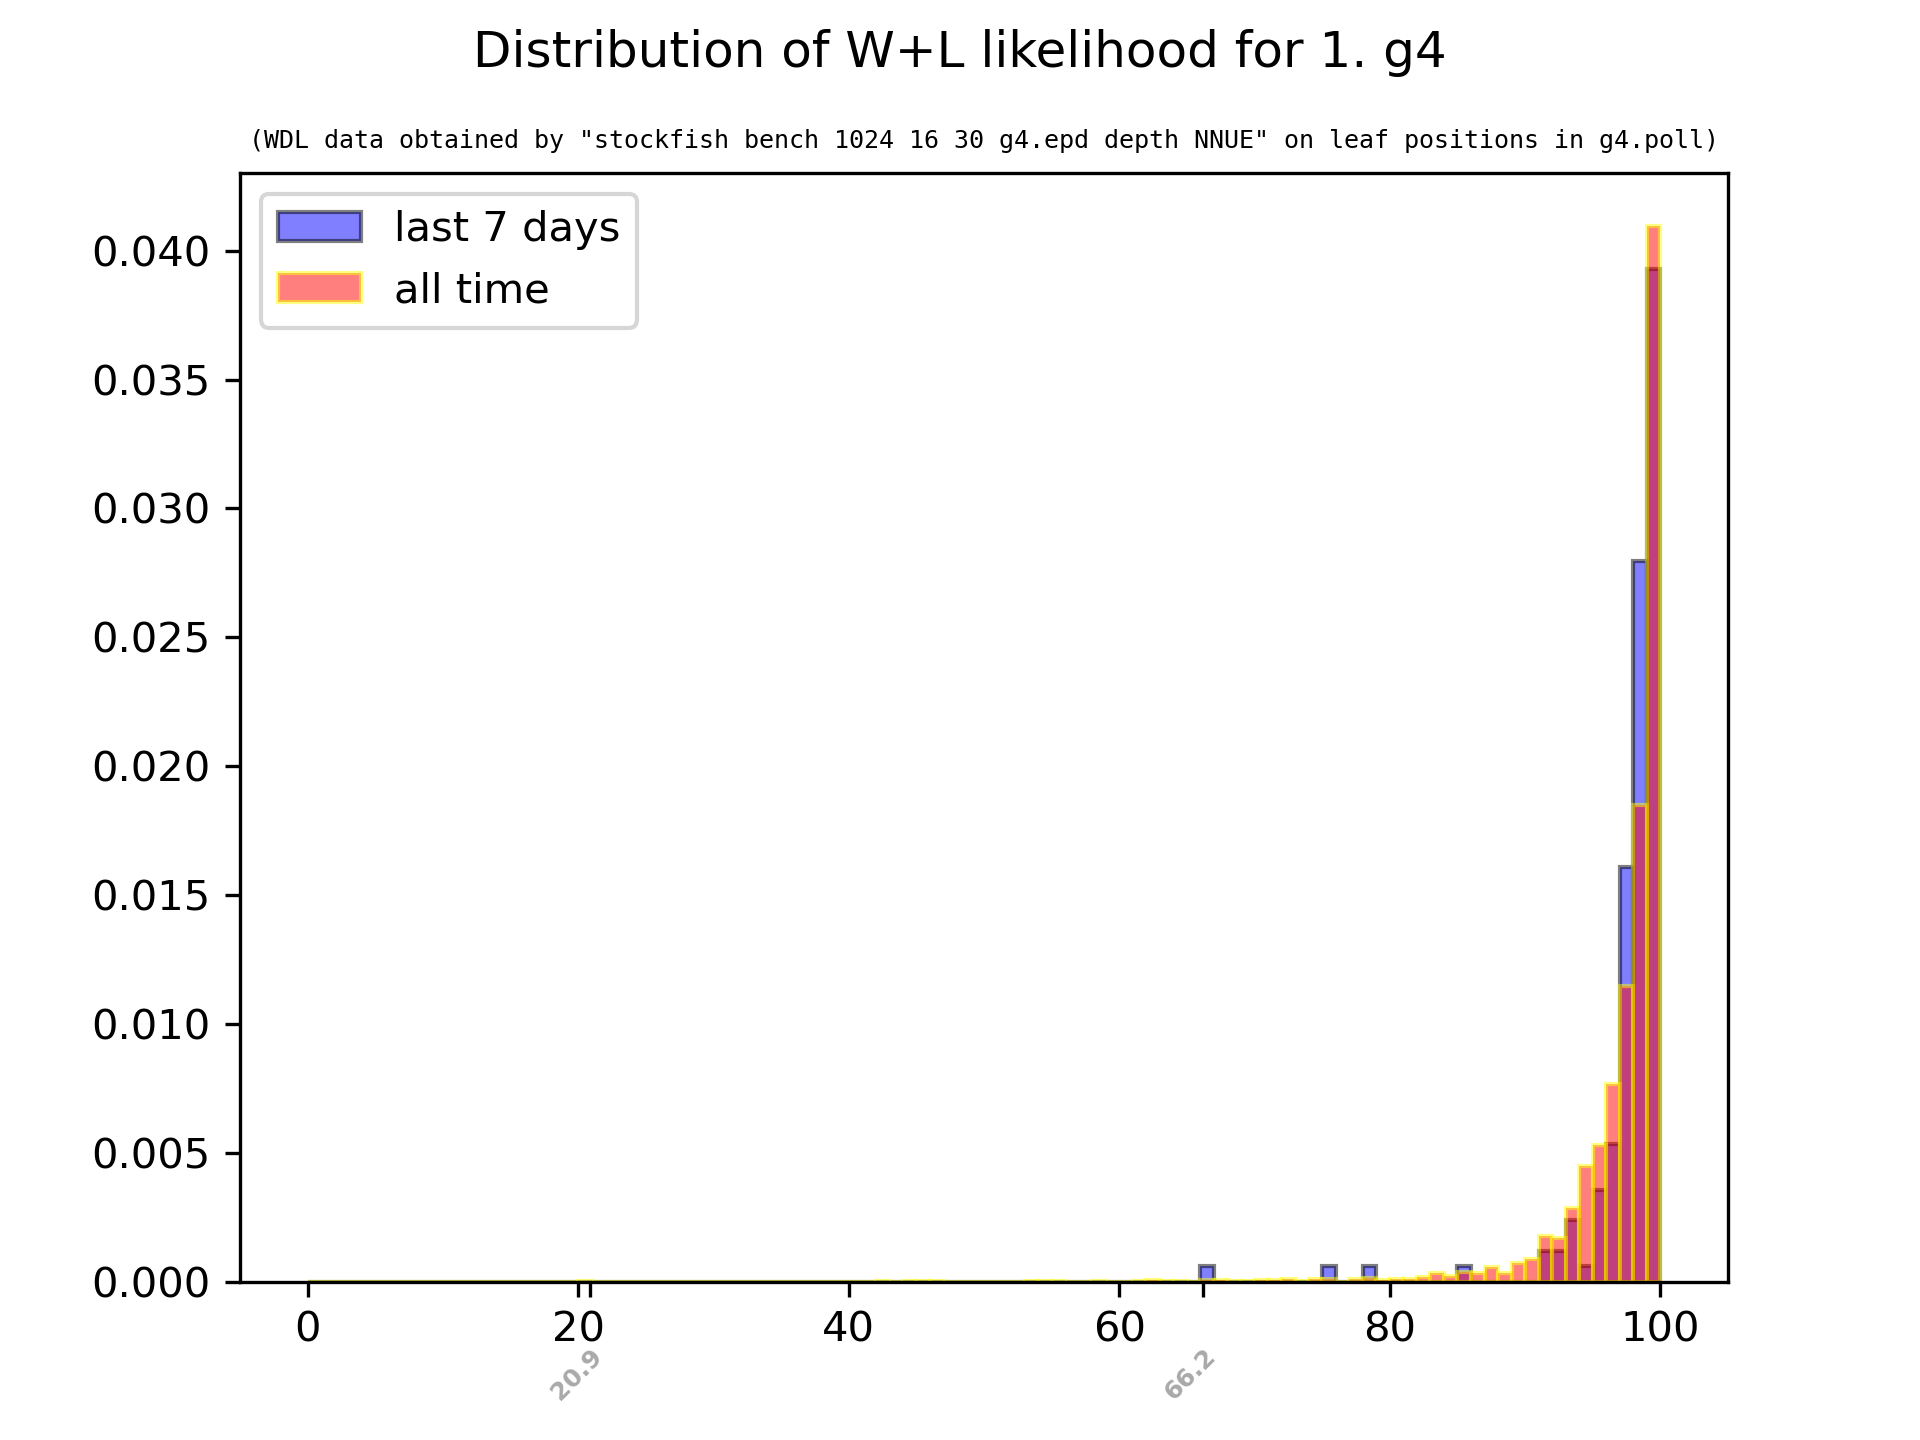 Distribution of W+L likelihood for 1. g4
(WDL data obtained by "stockfish bench 1024 16 30 g4.epd depth NNUE" on leaf positions in g4.poll)
last 7 days
all time
0.040
0.035
0.030
0.025
0.020
0.015
0.010
0.005
0.000
0 20 40 60 80 100
20.9 66.2